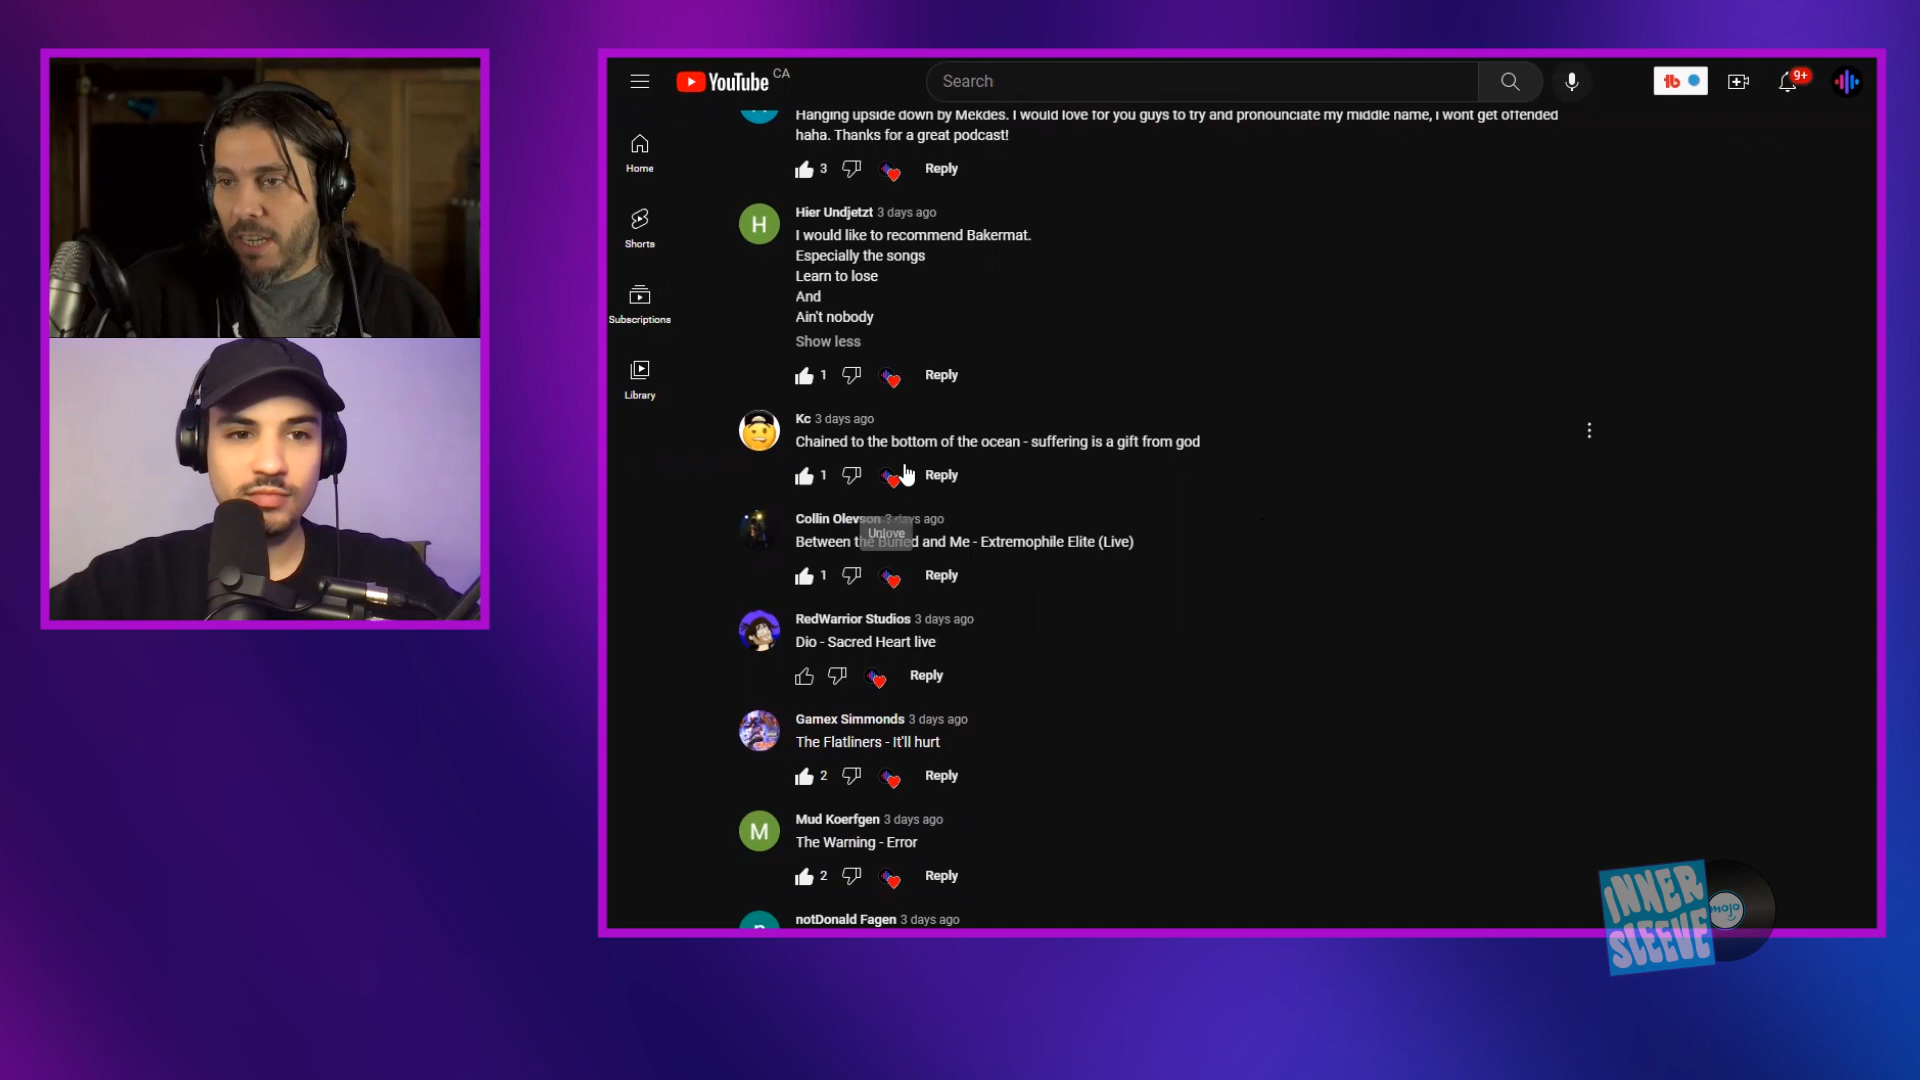 YouTube CA
Search
tb
9+
Home
Shorts
Subscriptions
Library
Hanging upside down by Mekdes. I would love for you guys to try and pronounciate my middle name, i wont get offended
haha. Thanks for a great podcast!
3
Reply
H
Hier Undjetzt 3 days ago
I would like to recommend Bakermat.
Especially the songs
Learn to lose
And
Ain't nobody
Show less
1
Reply
Kc 3 days ago
Chained to the bottom of the ocean - suffering is a gift from god
1
Reply
Collin Olevson 3 days ago
Unlove
Between the Buried and Me - Extremophile Elite (Live)
1
Reply
RedWarrior Studios 3 days ago
Dio - Sacred Heart live
Reply
Gamex Simmonds 3 days ago
The Flatliners - It'll hurt
2
Reply
M
Mud Koerfgen 3 days ago
The Warning - Error
2
Reply
notDonald Fagen 3 days ago
INNER
SLEEVE
mojo